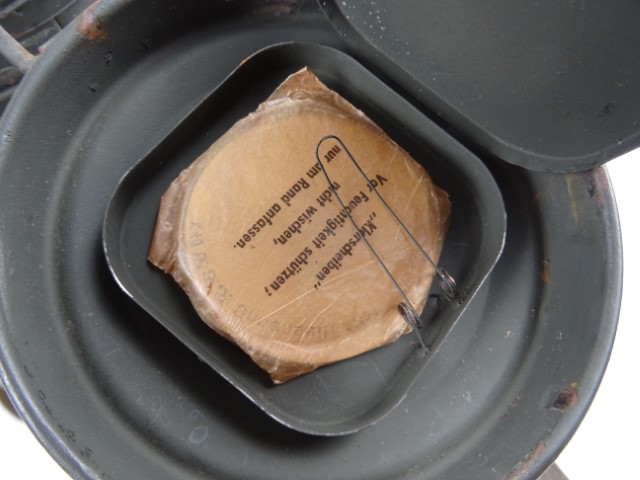 „Klarscheiben"
Vor Feuchtigkeit schützen;
nicht wischen,
nur am Rand anfassen.